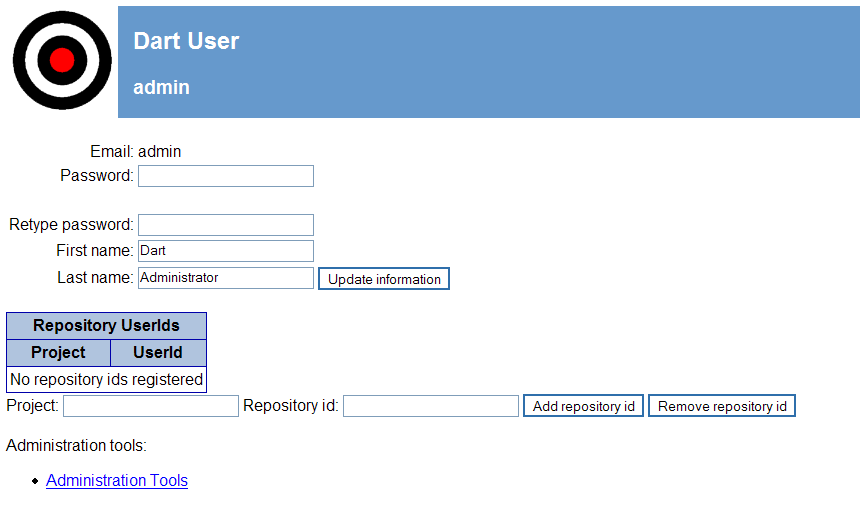 Dart User
admin
Email: admin
Password:
Retype password:
First name: Dart
Last name: Administrator Update information
Repository UserIds
Project UserId
No repository ids registered
Project: Repository id: Add repository id Remove repository id
Administration tools:
Administration Tools